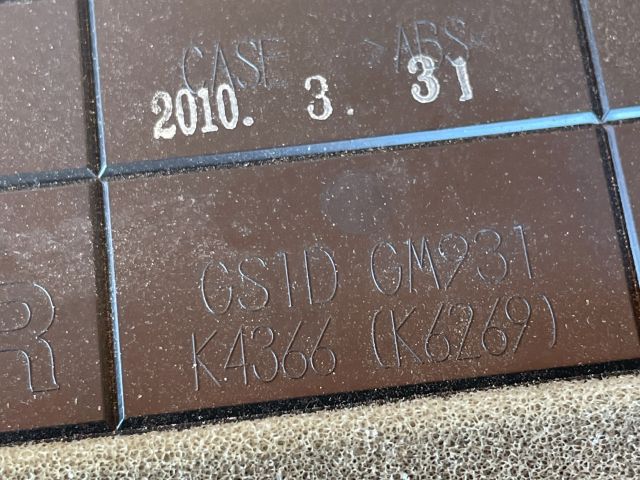 CASE >ABS<
2010. 3. 31
GS1D GM931
R
K4366 (K6269)